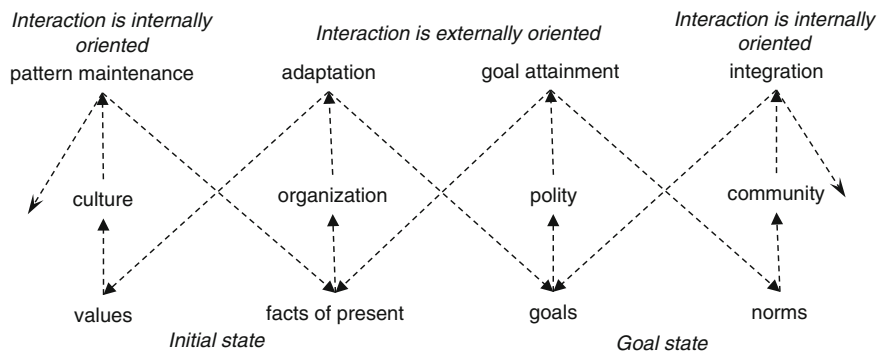 Interaction is internally
oriented
Interaction is externally oriented
Interaction is internally
oriented
pattern maintenance
adaptation
goal attainment
integration
culture
organization
polity
community
values
facts of present
goals
norms
Initial state
Goal state